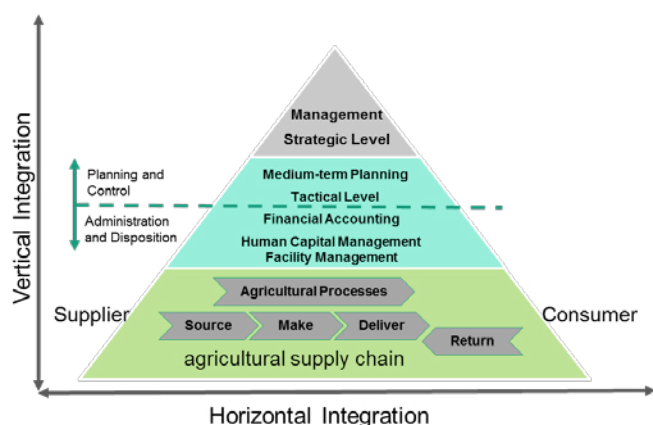 Management
Strategic Level
Medium-term Planning
Tactical Level
Financial Accounting
Human Capital Management
Facility Management
Planning and
Control
Administration
and Disposition
Vertical Integration
Supplier
Consumer
Agricultural Processes
Source
Make
Deliver
Return
agricultural supply chain
Horizontal Integration